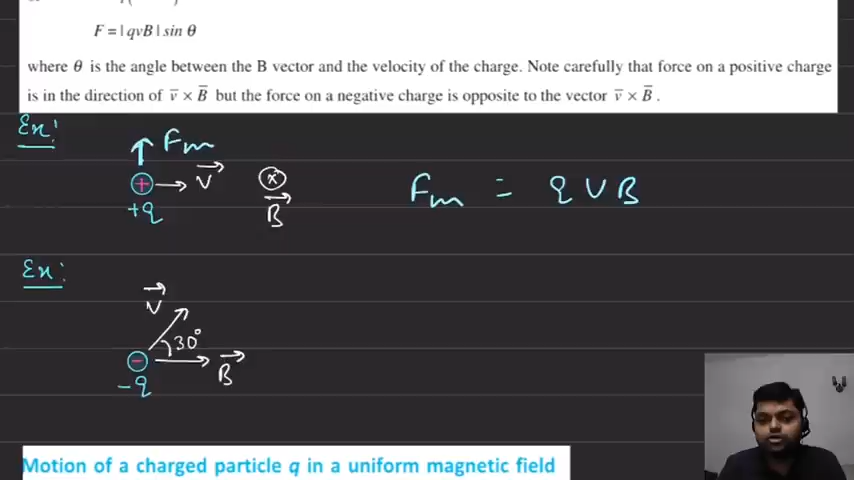 F = | qvB | sin θ
where θ is the angle between the B vector and the velocity of the charge. Note carefully that force on a positive charge
is in the direction of v̅ × B̅ but the force on a negative charge is opposite to the vector v̅ × B̅ .
Ex:
Fm
+ V⃗ ×
+q B⃗
Fm = qVB
Ex:
V⃗
30°
− B⃗
−q
Motion of a charged particle q in a uniform magnetic field